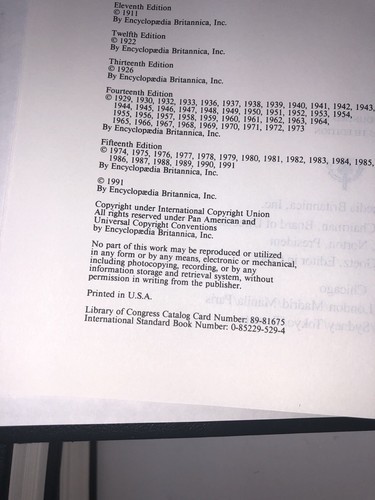 Eleventh Edition
© 1911
By Encyclopædia Britannica, Inc.
Twelfth Edition
© 1922
By Encyclopædia Britannica, Inc.
Thirteenth Edition
© 1926
By Encyclopædia Britannica, Inc.
Fourteenth Edition
© 1929, 1930, 1932, 1933, 1936, 1937, 1938, 1939, 1940, 1941, 1942, 1943,
1944, 1945, 1946, 1947, 1948, 1949, 1950, 1951, 1952, 1953, 1954,
1955, 1956, 1957, 1958, 1959, 1960, 1961, 1962, 1963, 1964,
1965, 1966, 1967, 1968, 1969, 1970, 1971, 1972, 1973
By Encyclopædia Britannica, Inc.
Fifteenth Edition
© 1974, 1975, 1976, 1977, 1978, 1979, 1980, 1981, 1982, 1983, 1984, 1985,
1986, 1987, 1988, 1989, 1990, 1991
By Encyclopædia Britannica, Inc.
© 1991
By Encyclopædia Britannica, Inc.
Copyright under International Copyright Union
All rights reserved under Pan American and
Universal Copyright Conventions
by Encyclopædia Britannica, Inc.
No part of this work may be reproduced or utilized
in any form or by any means, electronic or mechanical,
including photocopying, recording, or by any
information storage and retrieval system, without
permission in writing from the publisher.
Printed in U.S.A.
Library of Congress Catalog Card Number: 89-81675
International Standard Book Number: 0-85229-529-4